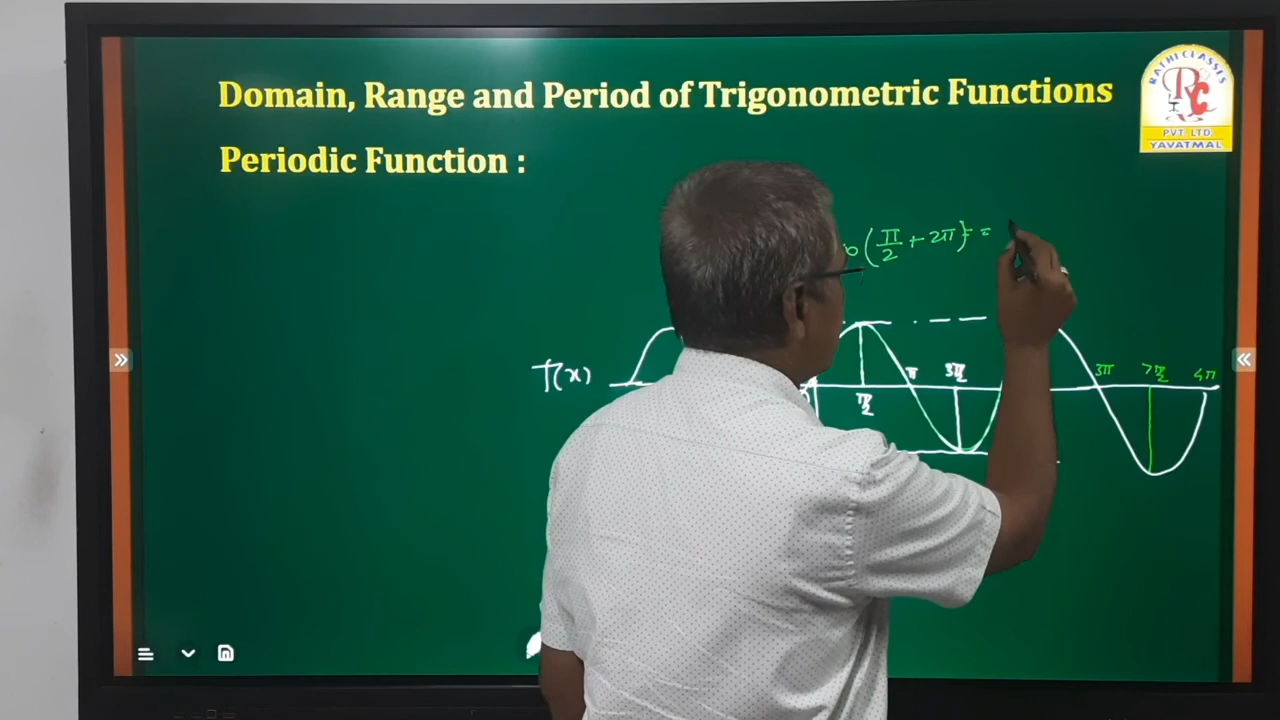 Domain, Range and Period of Trigonometric Functions
RATHI CLASSES
PVT. LTD.
YAVATMAL
Periodic Function :
(π/2 + 2π) = =
f(x)
π/2 π 3π/2 3π 7π/2 4π